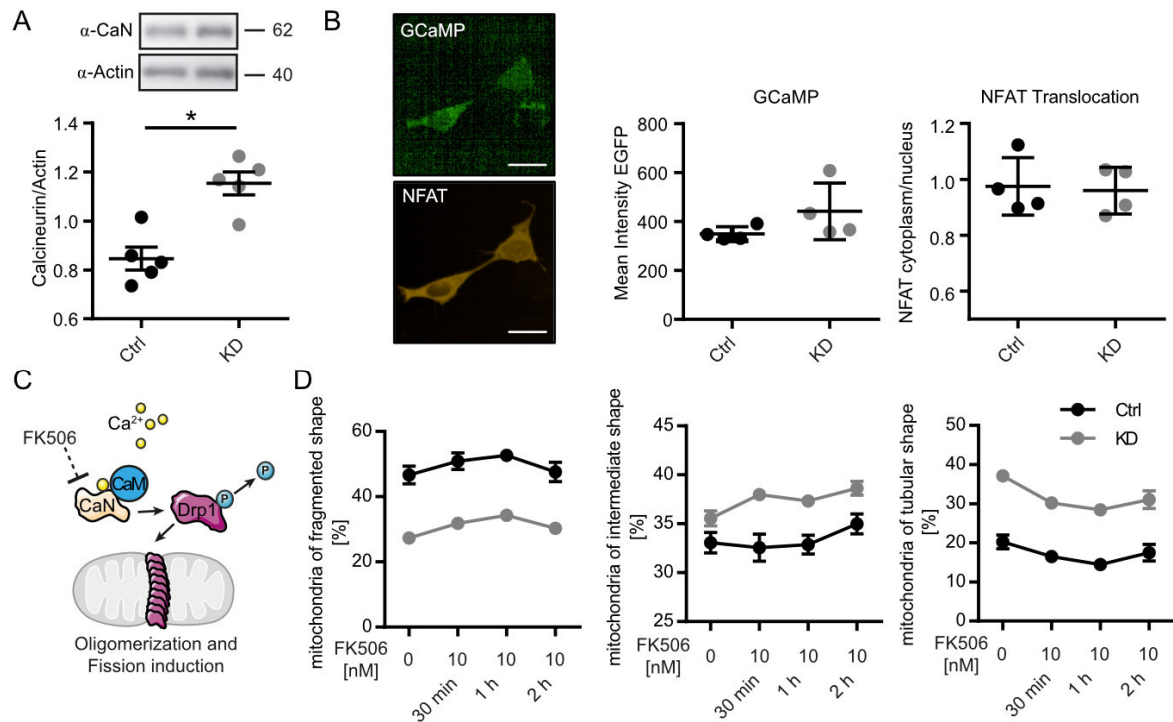 A
α-CaN
62
α-Actin
40
*
Calcineurin/Actin
1.4
1.2
1.0
0.8
0.6
Ctrl
KD
B
GCaMP
NFAT
GCaMP
Mean Intensity EGFP
800
600
400
200
0
Ctrl
KD
NFAT Translocation
NFAT cytoplasm/nucleus
1.2
1.0
0.8
0.6
Ctrl
KD
C
Ca²⁺
FK506
CaM
CaN
Drp1
P
P
Oligomerization and
Fission induction
D
mitochondria of fragmented shape
[%]
60
40
20
0
FK506
[nM]
0
10
10
10
30 min
1 h
2 h
mitochondria of intermediate shape
[%]
45
40
35
30
25
FK506
[nM]
0
10
10
10
30 min
1 h
2 h
mitochondria of tubular shape
[%]
50
40
30
20
10
0
Ctrl
KD
FK506
[nM]
0
10
10
10
30 min
1 h
2 h